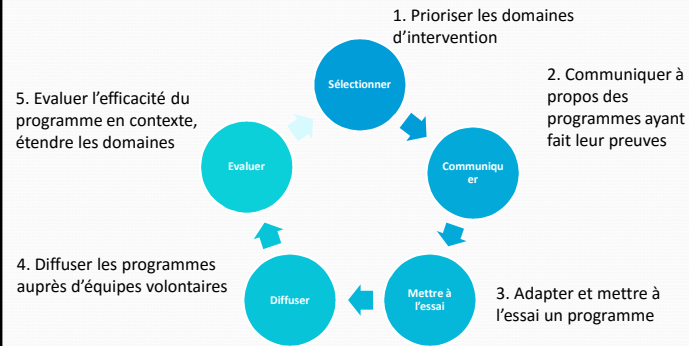 1. Prioriser les domaines
d'intervention
Sélectionner
2. Communiquer à
propos des
programmes ayant
fait leur preuves
Communiqu
er
3. Adapter et mettre à
l'essai un programme
Mettre à
l'essai
4. Diffuser les programmes
auprès d'équipes volontaires
Diffuser
5. Evaluer l'efficacité du
programme en contexte,
étendre les domaines
Evaluer